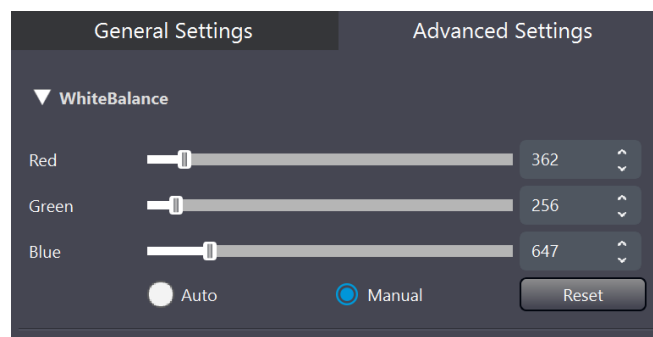 General Settings Advanced Settings
WhiteBalance
Red 362
Green 256
Blue 647
Auto Manual Reset